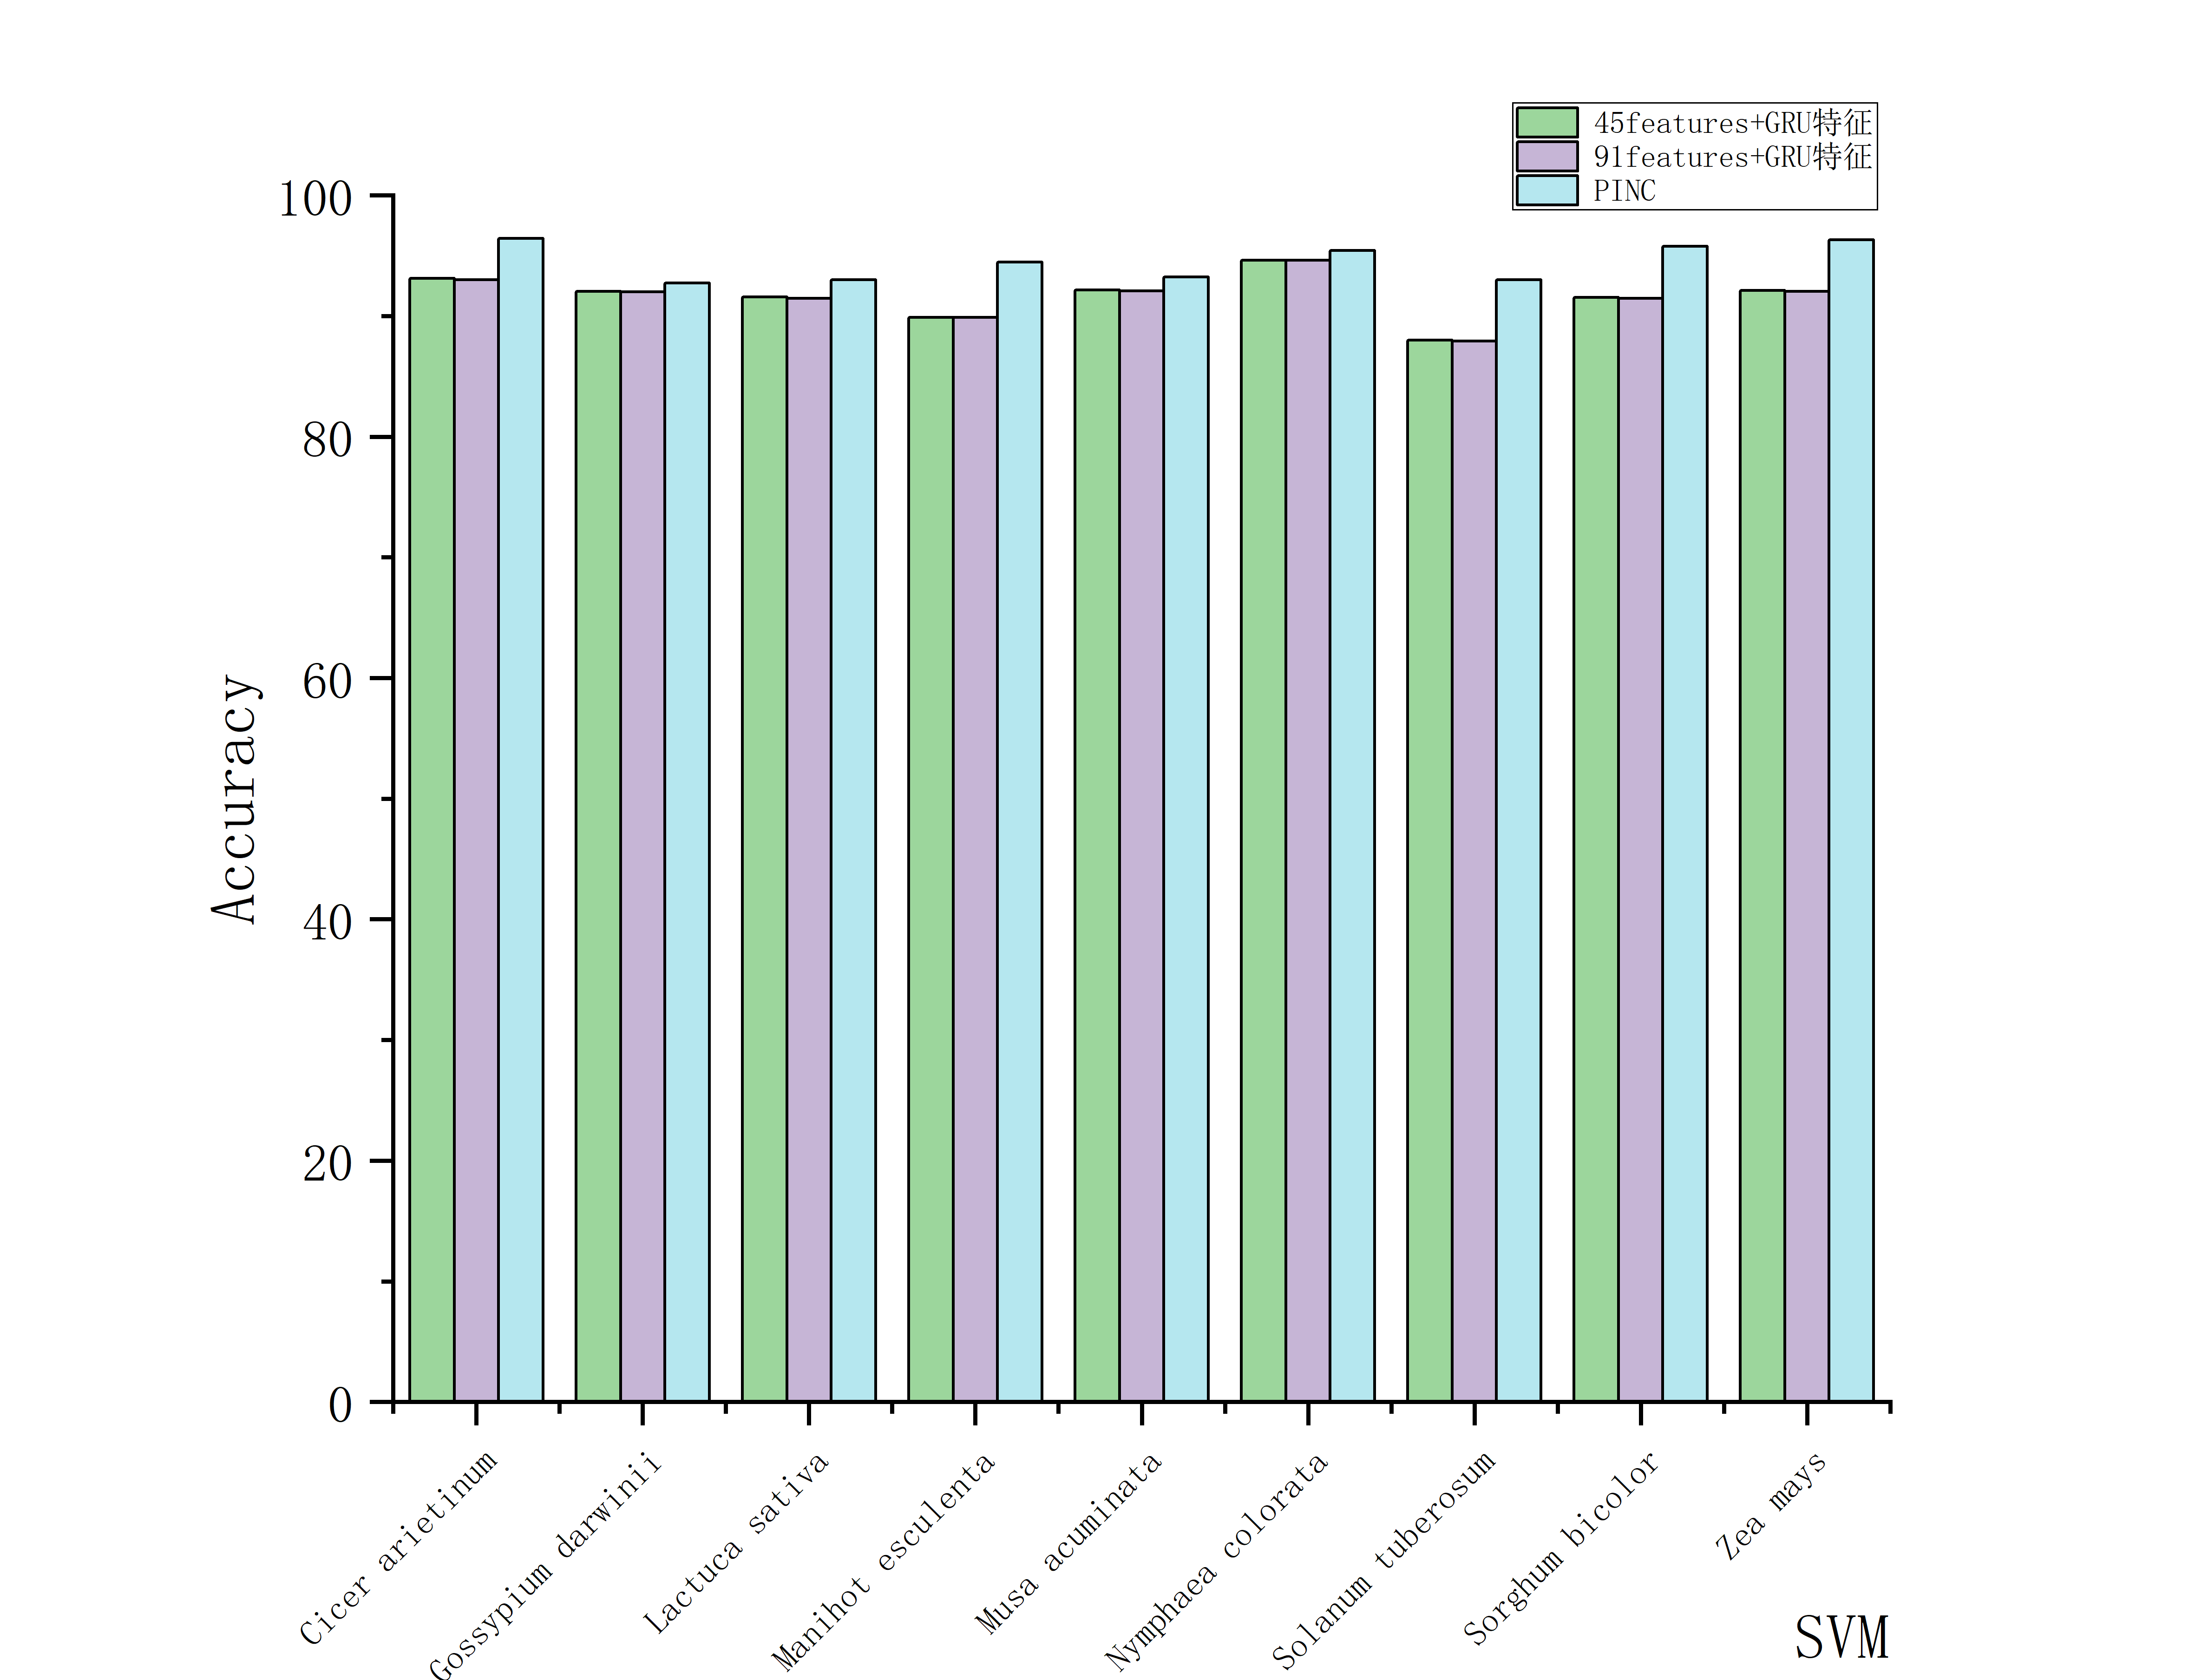 45features+GRU特征
91features+GRU特征
PINC
100
80
60
40
20
0
Accuracy
Cicer arietinum
Gossypium darwinii
Lactuca sativa
Manihot esculenta
Musa acuminata
Nymphaea colorata
Solanum tuberosum
Sorghum bicolor
Zea mays
SVM